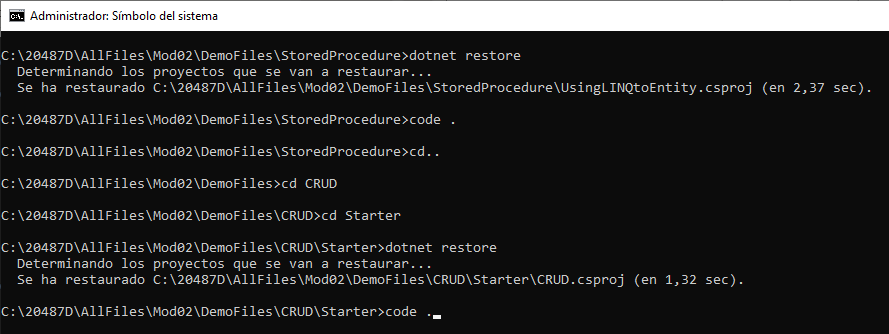 Administrador: Símbolo del sistema
C:\20487D\AllFiles\Mod02\DemoFiles\StoredProcedure>dotnet restore
Determinando los proyectos que se van a restaurar...
Se ha restaurado C:\20487D\AllFiles\Mod02\DemoFiles\StoredProcedure\UsingLINQtoEntity.csproj (en 2,37 sec).
C:\20487D\AllFiles\Mod02\DemoFiles\StoredProcedure>code .
C:\20487D\AllFiles\Mod02\DemoFiles\StoredProcedure>cd..
C:\20487D\AllFiles\Mod02\DemoFiles>cd CRUD
C:\20487D\AllFiles\Mod02\DemoFiles\CRUD>cd Starter
C:\20487D\AllFiles\Mod02\DemoFiles\CRUD\Starter>dotnet restore
Determinando los proyectos que se van a restaurar...
Se ha restaurado C:\20487D\AllFiles\Mod02\DemoFiles\CRUD\Starter\CRUD.csproj (en 1,32 sec).
C:\20487D\AllFiles\Mod02\DemoFiles\CRUD\Starter>code .